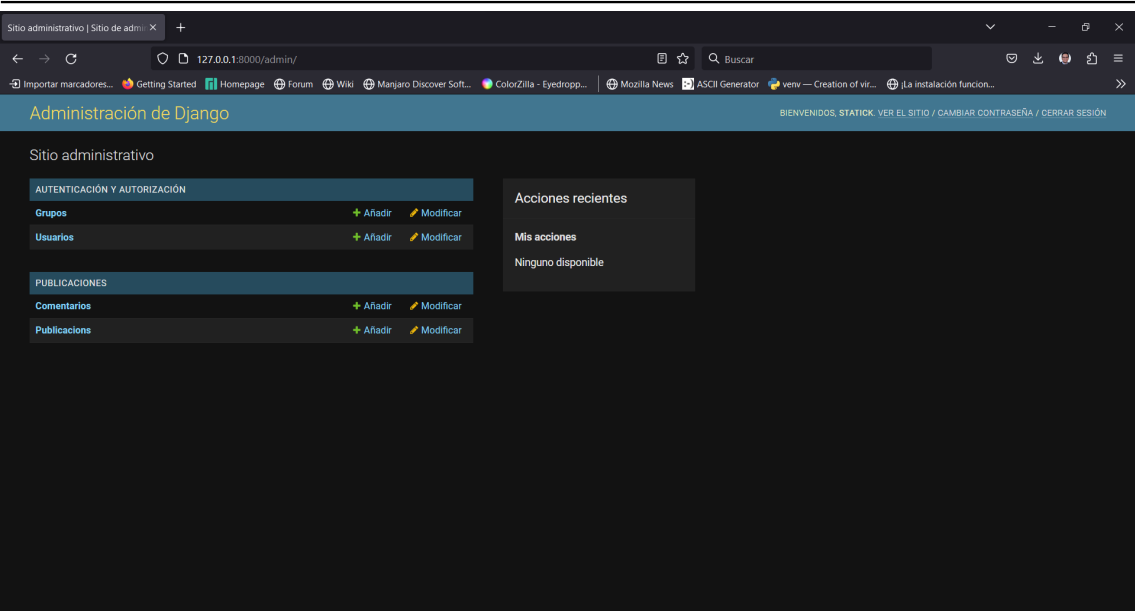 Sitio administrativo | Sitio de admi
127.0.0.1:8000/admin/
Buscar
Importar marcadores... Getting Started Homepage Forum Wiki Manjaro Discover Soft... ColorZilla - Eyedropp... Mozilla News ASCII Generator venv — Creation of vir... ¡La instalación funcion...
Administración de Django
BIENVENIDOS, STATICK. VER EL SITIO / CAMBIAR CONTRASEÑA / CERRAR SESIÓN
Sitio administrativo
AUTENTICACIÓN Y AUTORIZACIÓN
Grupos Añadir Modificar
Usuarios Añadir Modificar
PUBLICACIONES
Comentarios Añadir Modificar
Publicacions Añadir Modificar
Acciones recientes
Mis acciones
Ninguno disponible